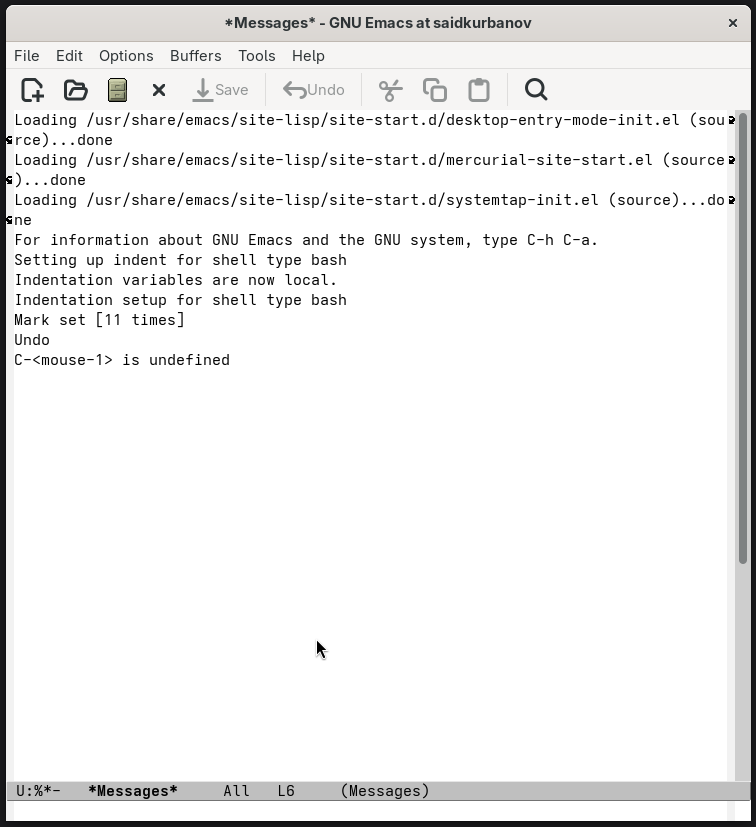 *Messages* - GNU Emacs at saidkurbanov
File Edit Options Buffers Tools Help
Save Undo
Loading /usr/share/emacs/site-lisp/site-start.d/desktop-entry-mode-init.el (sou
rce)...done
Loading /usr/share/emacs/site-lisp/site-start.d/mercurial-site-start.el (source
)...done
Loading /usr/share/emacs/site-lisp/site-start.d/systemtap-init.el (source)...do
ne
For information about GNU Emacs and the GNU system, type C-h C-a.
Setting up indent for shell type bash
Indentation variables are now local.
Indentation setup for shell type bash
Mark set [11 times]
Undo
C-<mouse-1> is undefined
U:%*- *Messages* All L6 (Messages)